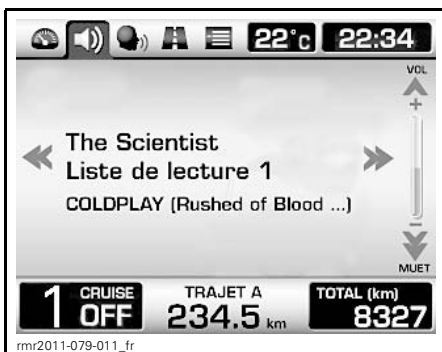 22°c 22:34
VOL
+
The Scientist
Liste de lecture 1
COLDPLAY (Rushed of Blood ...)
−
MUET
1 CRUISE OFF
TRAJET A
234.5 km
TOTAL (km)
8327
rmr2011-079-011_fr